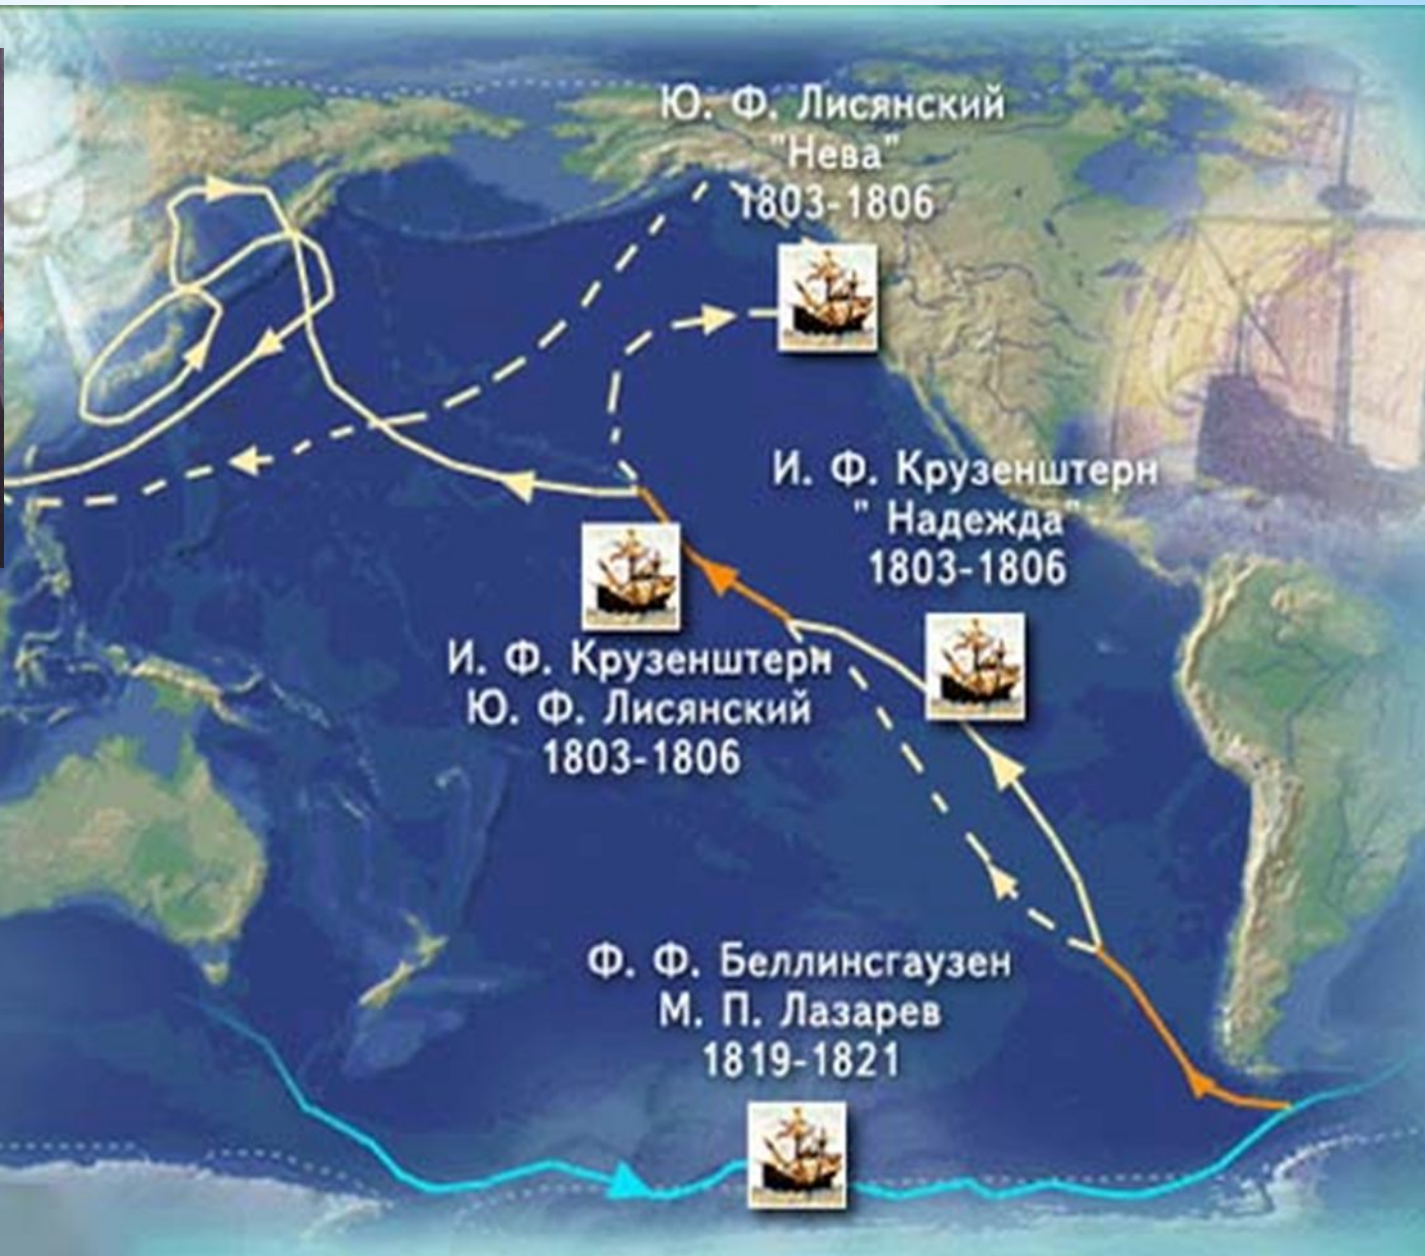 Ю. Ф. Лисянский
"Нева"
1803-1806
И. Ф. Крузенштерн
" Надежда"
1803-1806
И. Ф. Крузенштерн
Ю. Ф. Лисянский
1803-1806
Ф. Ф. Беллинсгаузен
М. П. Лазарев
1819-1821